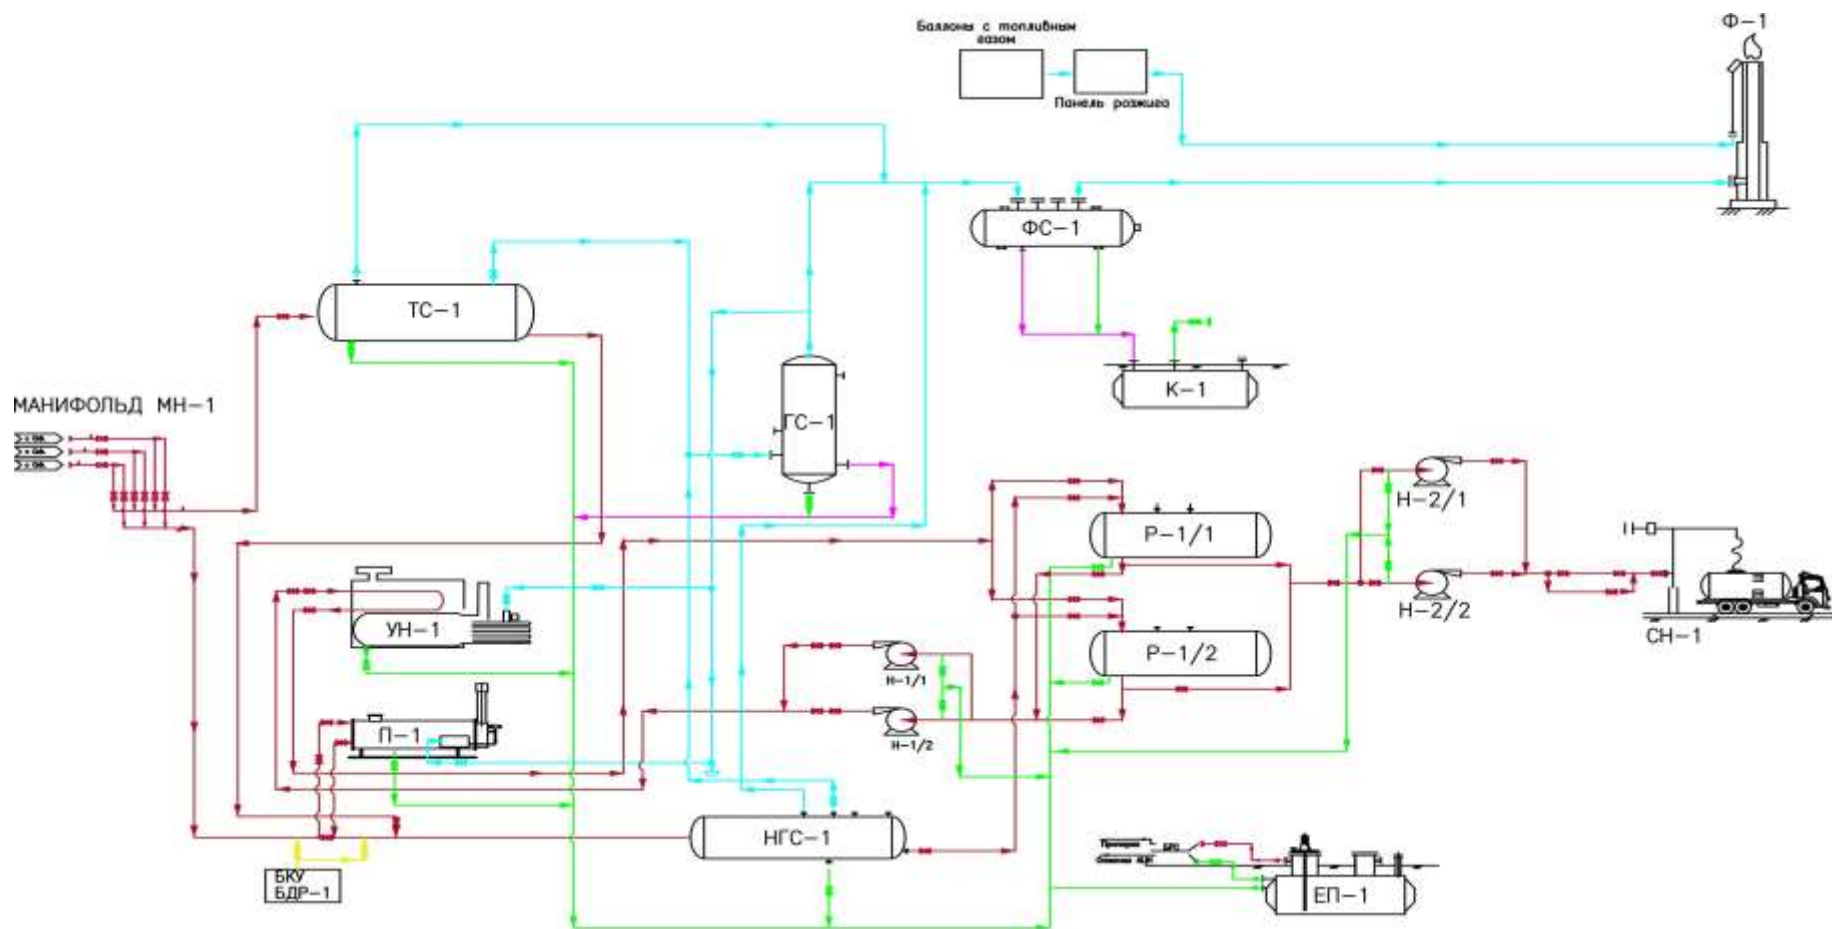 Баллоны с топливным
газом
Панель розжига
Ф-1
ФС-1
ТС-1
К-1
МАНИФОЛЬД МН-1
ГС-1
Н-2/1
Р-1/1
Н-2/2
УН-1
СН-1
Р-1/2
Н-1/1
П-1
Н-1/2
НГС-1
БКУ
БДР-1
ЕП-1